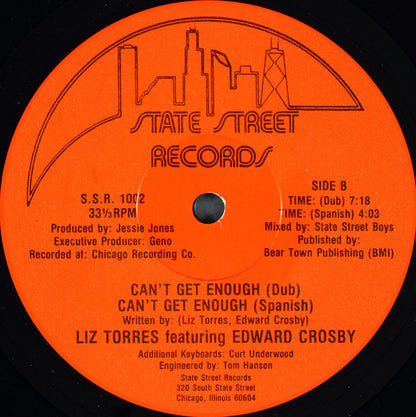 STATE STREET
RECORDS
S.S.R. 1002
33⅓ RPM
Produced by: Jessie Jones
Executive Producer: Geno
Recorded at: Chicago Recording Co.
SIDE B
TIME: (Dub) 7:18
TIME: (Spanish) 4:03
Mixed by: State Street Boys
Published by:
Bear Town Publishing (BMI)
CAN'T GET ENOUGH (Dub)
CAN'T GET ENOUGH (Spanish)
Written by: (Liz Torres, Edward Crosby)
LIZ TORRES featuring EDWARD CROSBY
Additional Keyboards: Curt Underwood
Engineered by: Tom Hanson
State Street Records
320 South State Street
Chicago, Illinois 60604